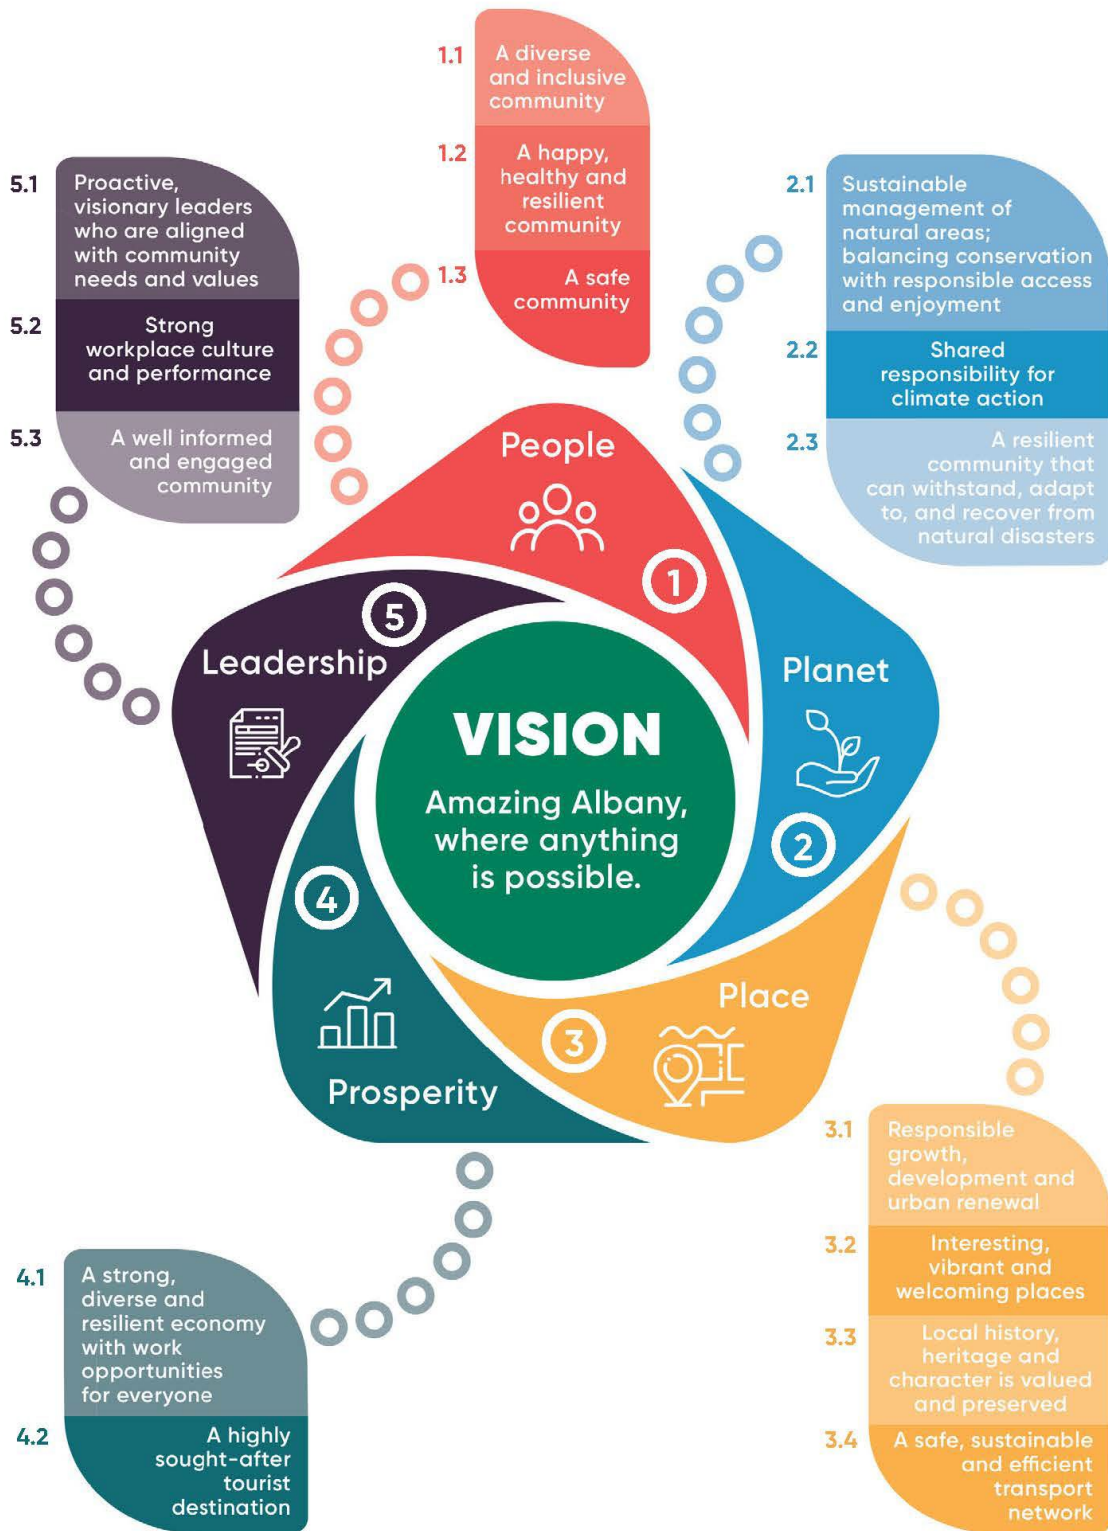 1.1
A diverse
and inclusive
community
1.2
A happy,
healthy and
resilient
community
1.3
A safe
community
5.1
Proactive,
visionary leaders
who are aligned
with community
needs and values
5.2
Strong
workplace culture
and performance
5.3
A well informed
and engaged
community
2.1
Sustainable
management of
natural areas;
balancing conservation
with responsible access
and enjoyment
2.2
Shared
responsibility for
climate action
2.3
A resilient
community that
can withstand, adapt
to, and recover from
natural disasters
People
1
5
Leadership
Planet
2
VISION
Amazing Albany,
where anything
is possible.
4
Prosperity
Place
3
3.1
Responsible
growth,
development and
urban renewal
3.2
Interesting,
vibrant and
welcoming places
3.3
Local history,
heritage and
character is valued
and preserved
3.4
A safe, sustainable
and efficient
transport
network
4.1
A strong,
diverse and
resilient economy
with work
opportunities
for everyone
4.2
A highly
sought-after
tourist
destination